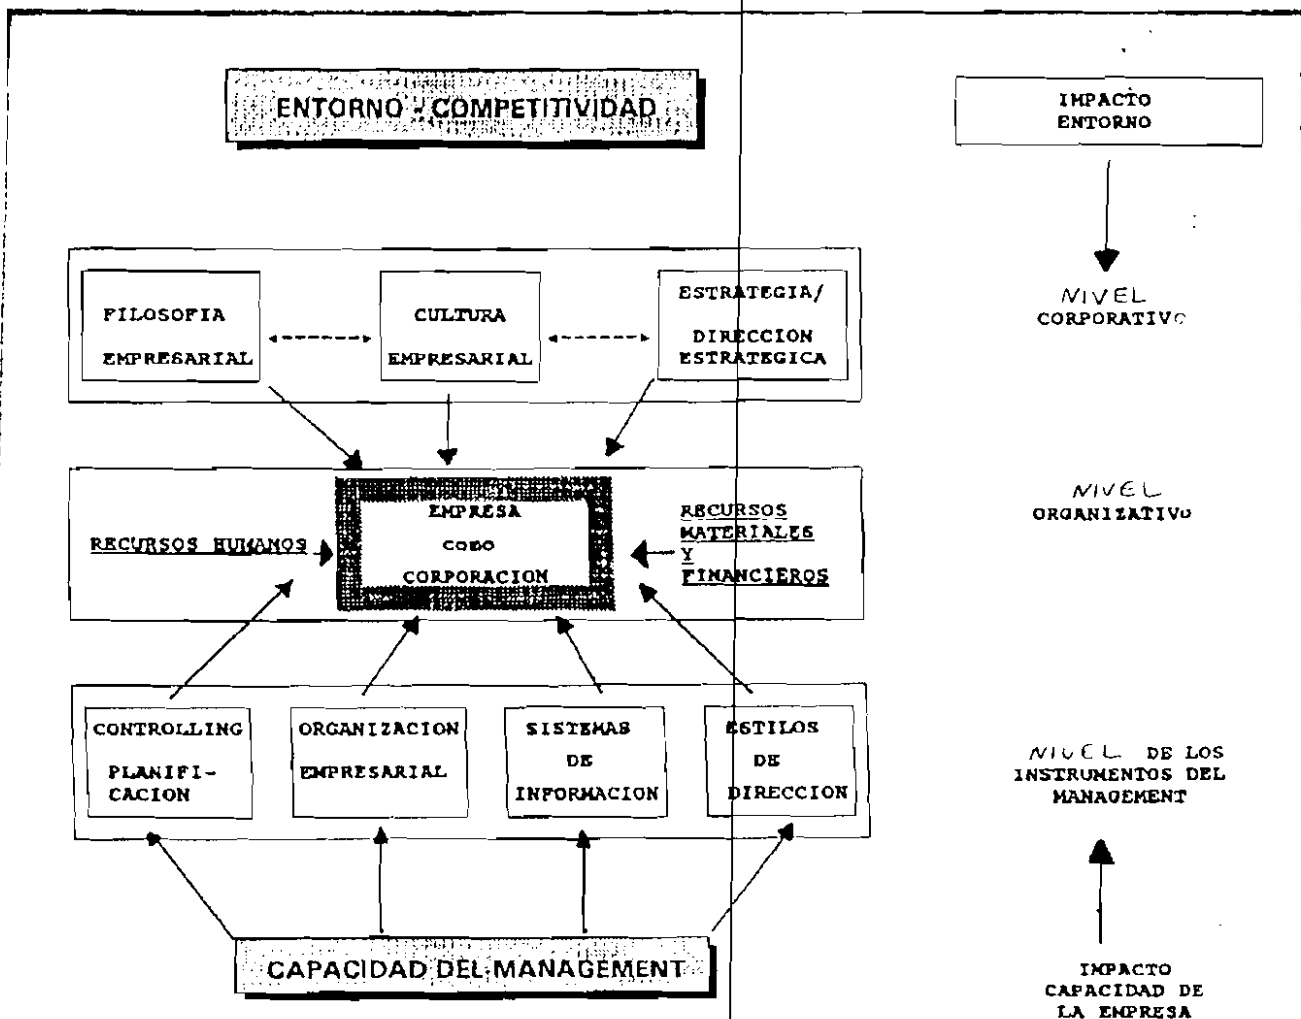 ENTORNO - COMPETITIVIDAD
IMPACTO
ENTORNO
FILOSOFIA
EMPRESARIAL
CULTURA
EMPRESARIAL
ESTRATEGIA/
DIRECCION
ESTRATEGICA
NIVEL
CORPORATIVO
RECURSOS HUMANOS
EMPRESA
COMO
CORPORACION
RECURSOS
MATERIALES
Y
FINANCIEROS
NIVEL
ORGANIZATIVO
CONTROLLING
PLANIFI-
CACION
ORGANIZACION
EMPRESARIAL
SISTEMAS
DE
INFORMACION
ESTILOS
DE
DIRECCION
NIVEL DE LOS
INSTRUMENTOS DEL
MANAGEMENT
CAPACIDAD DEL MANAGEMENT
IMPACTO
CAPACIDAD DE
LA EMPRESA